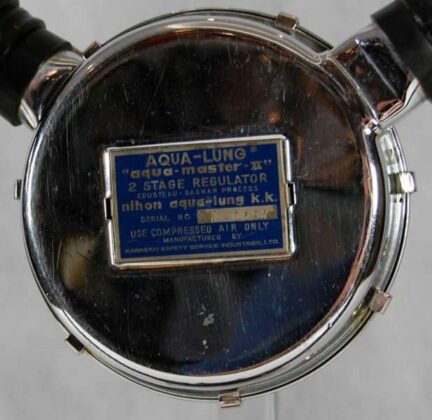 AQUA-LUNG®
"aqua-master-II"
2 STAGE REBULATOR
COUSTEAU-GAGNAN PROCESS
nihon aqua-lung k.k.
SERIAL NO.
USE COMPRESSED AIR ONLY
MANUFACTURED BY
KAWASAKI SAFETY SERVICE INDUSTRIES, LTD.